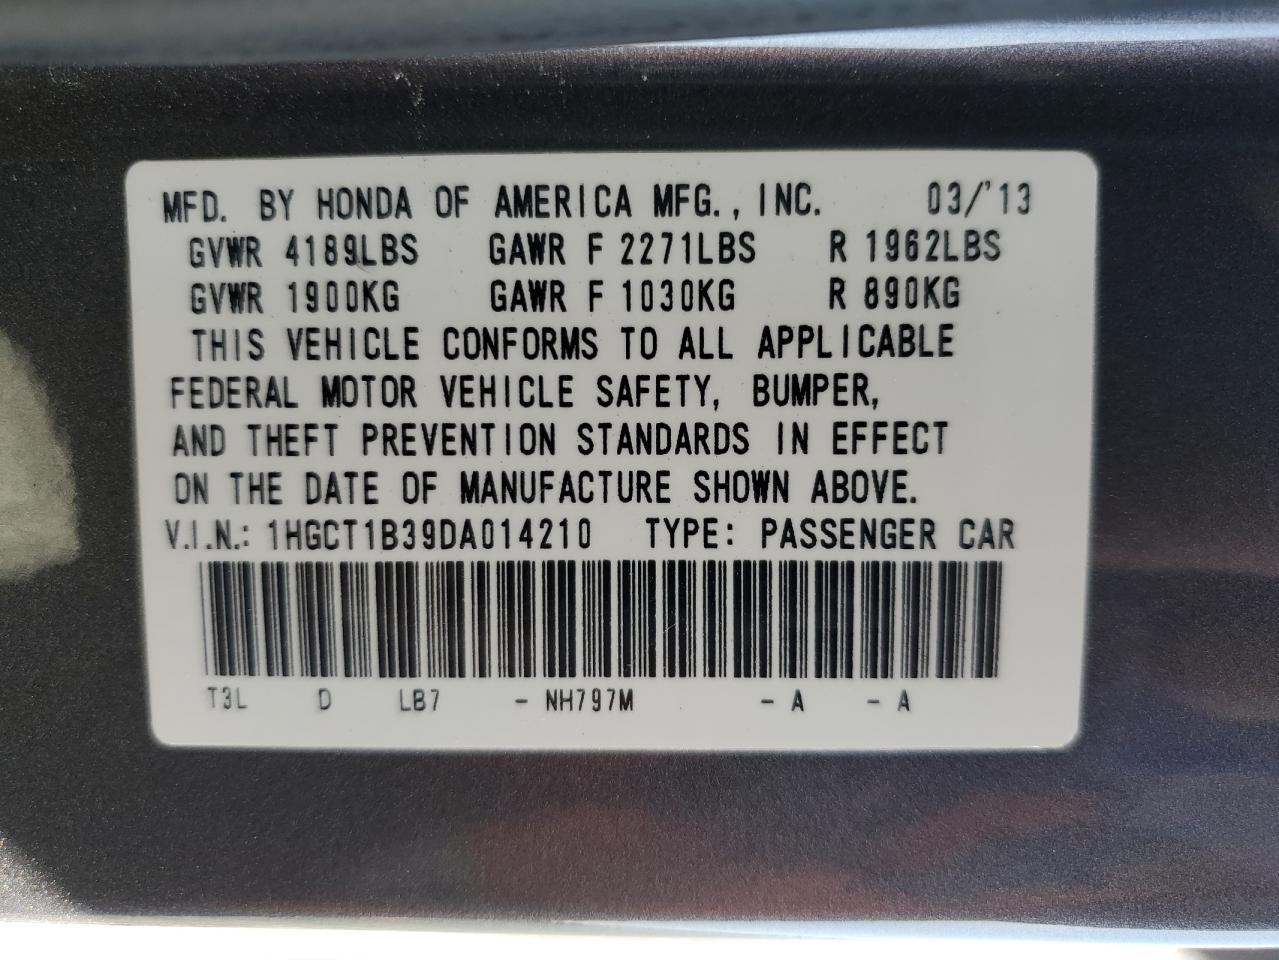 MFD. BY HONDA OF AMERICA MFG., INC. 03/'13
GVWR 4189LBS GAWR F 2271LBS R 1962LBS
GVWR 1900KG GAWR F 1030KG R 890KG
THIS VEHICLE CONFORMS TO ALL APPLICABLE
FEDERAL MOTOR VEHICLE SAFETY, BUMPER,
AND THEFT PREVENTION STANDARDS IN EFFECT
ON THE DATE OF MANUFACTURE SHOWN ABOVE.
V.I.N.: 1HGCT1B39DA014210 TYPE: PASSENGER CAR
T3L D LB7 - NH797M - A - A